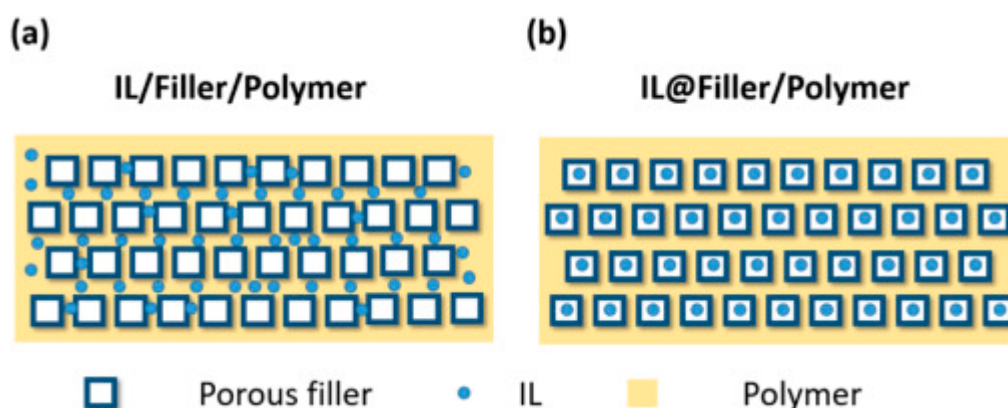 (a)
IL/Filler/Polymer
(b)
IL@Filler/Polymer
Porous filler
IL
Polymer